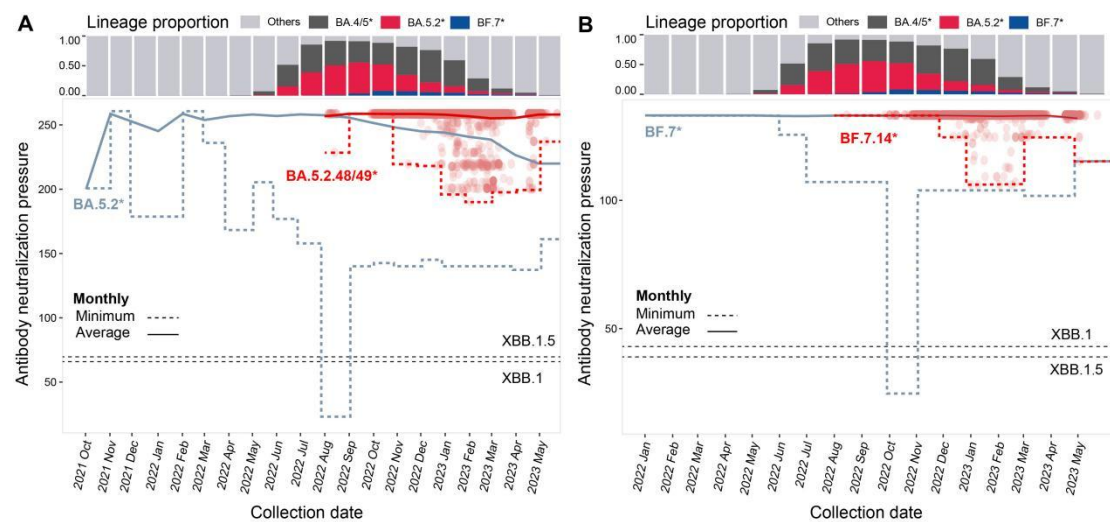 A
Lineage proportion
Others
BA.4/5*
BA.5.2*
BF.7*
1.00
0.50
0.00
Antibody neutralization pressure
250
200
150
100
50
BA.5.2*
BA.5.2.48/49*
Monthly
Minimum
Average
XBB.1.5
XBB.1
2021 Oct
2021 Nov
2021 Dec
2022 Jan
2022 Feb
2022 Mar
2022 Apr
2022 May
2022 Jun
2022 Jul
2022 Aug
2022 Sep
2022 Oct
2022 Nov
2022 Dec
2023 Jan
2023 Feb
2023 Mar
2023 Apr
2023 May
Collection date
B
Lineage proportion
Others
BA.4/5*
BA.5.2*
BF.7*
1.00
0.50
0.00
Antibody neutralization pressure
100
50
BF.7*
BF.7.14*
Monthly
Minimum
Average
XBB.1
XBB.1.5
2022 Jan
2022 Feb
2022 Mar
2022 Apr
2022 May
2022 Jun
2022 Jul
2022 Aug
2022 Sep
2022 Oct
2022 Nov
2022 Dec
2023 Jan
2023 Feb
2023 Mar
2023 Apr
2023 May
Collection date